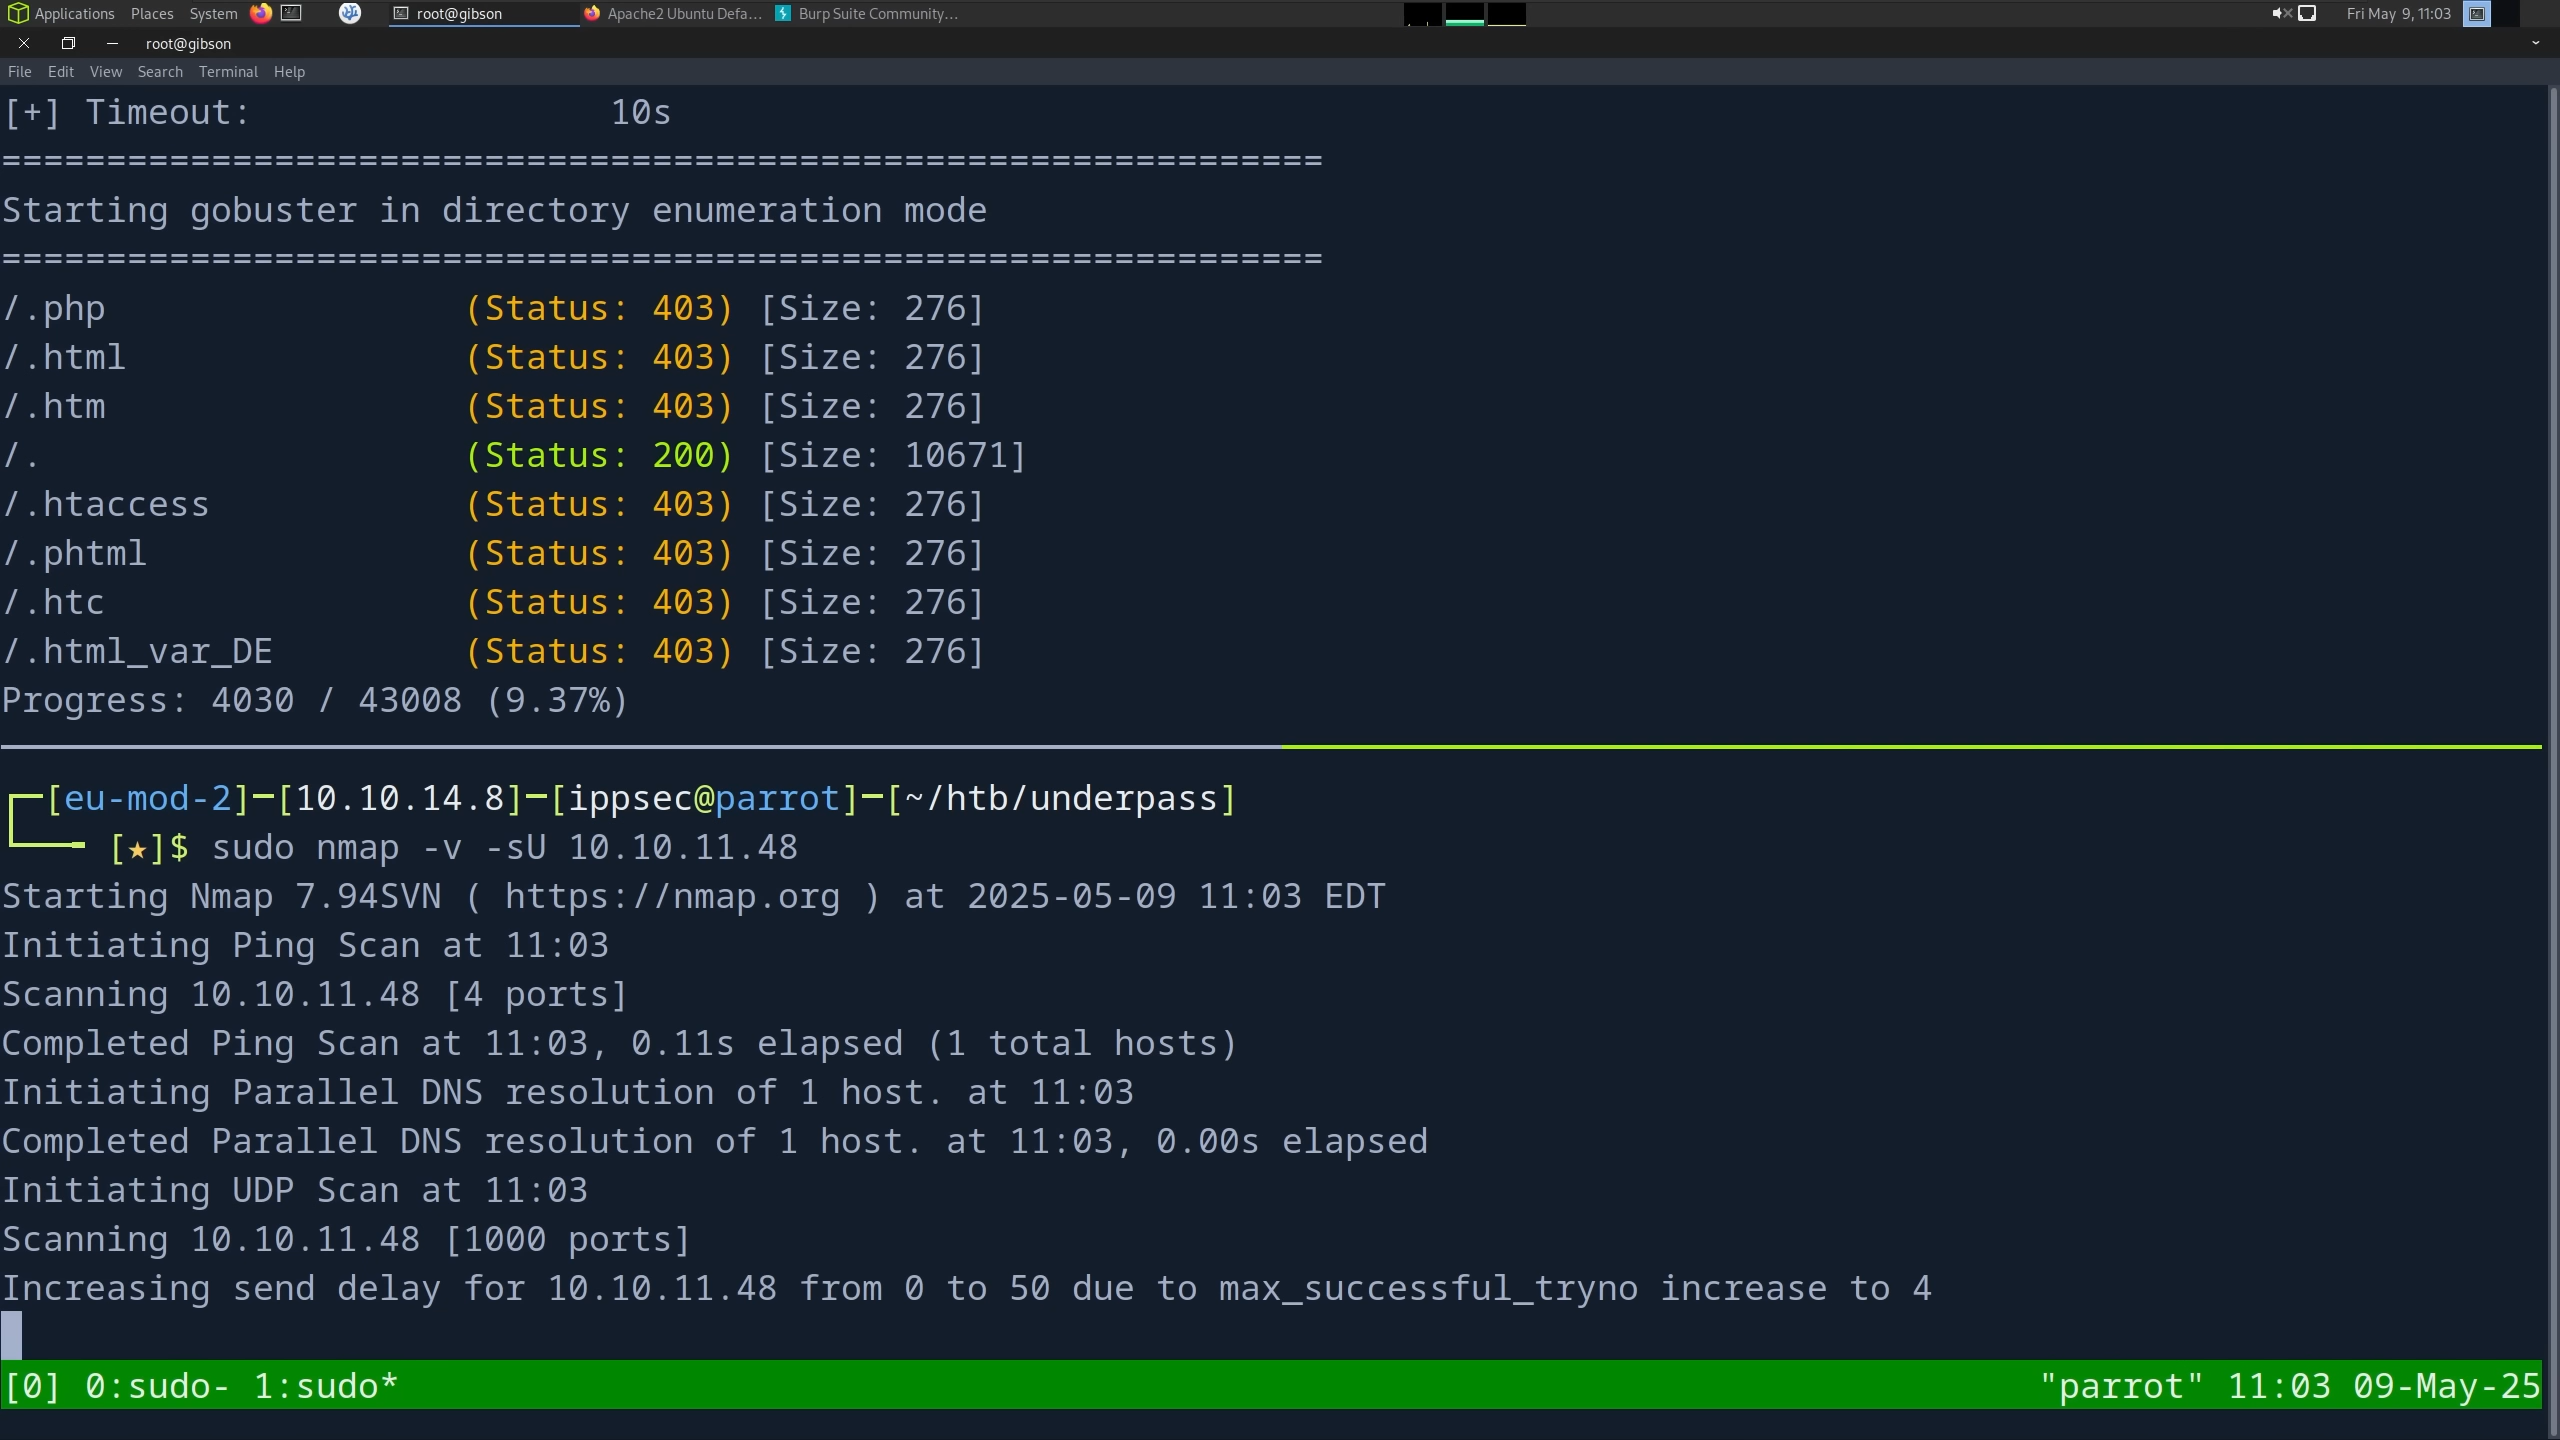 Applications Places System root@gibson Apache2 Ubuntu Defa... Burp Suite Community... Fri May 9, 11:03
root@gibson
File Edit View Search Terminal Help
[+] Timeout: 10s
===============================================================
Starting gobuster in directory enumeration mode
===============================================================
/.php (Status: 403) [Size: 276]
/.html (Status: 403) [Size: 276]
/.htm (Status: 403) [Size: 276]
/. (Status: 200) [Size: 10671]
/.htaccess (Status: 403) [Size: 276]
/.phtml (Status: 403) [Size: 276]
/.htc (Status: 403) [Size: 276]
/.html_var_DE (Status: 403) [Size: 276]
Progress: 4030 / 43008 (9.37%)
┌─[eu-mod-2]─[10.10.14.8]─[ippsec@parrot]─[~/htb/underpass]
└──╼ [★]$ sudo nmap -v -sU 10.10.11.48
Starting Nmap 7.94SVN ( https://nmap.org ) at 2025-05-09 11:03 EDT
Initiating Ping Scan at 11:03
Scanning 10.10.11.48 [4 ports]
Completed Ping Scan at 11:03, 0.11s elapsed (1 total hosts)
Initiating Parallel DNS resolution of 1 host. at 11:03
Completed Parallel DNS resolution of 1 host. at 11:03, 0.00s elapsed
Initiating UDP Scan at 11:03
Scanning 10.10.11.48 [1000 ports]
Increasing send delay for 10.10.11.48 from 0 to 50 due to max_successful_tryno increase to 4
[0] 0:sudo- 1:sudo* "parrot" 11:03 09-May-25